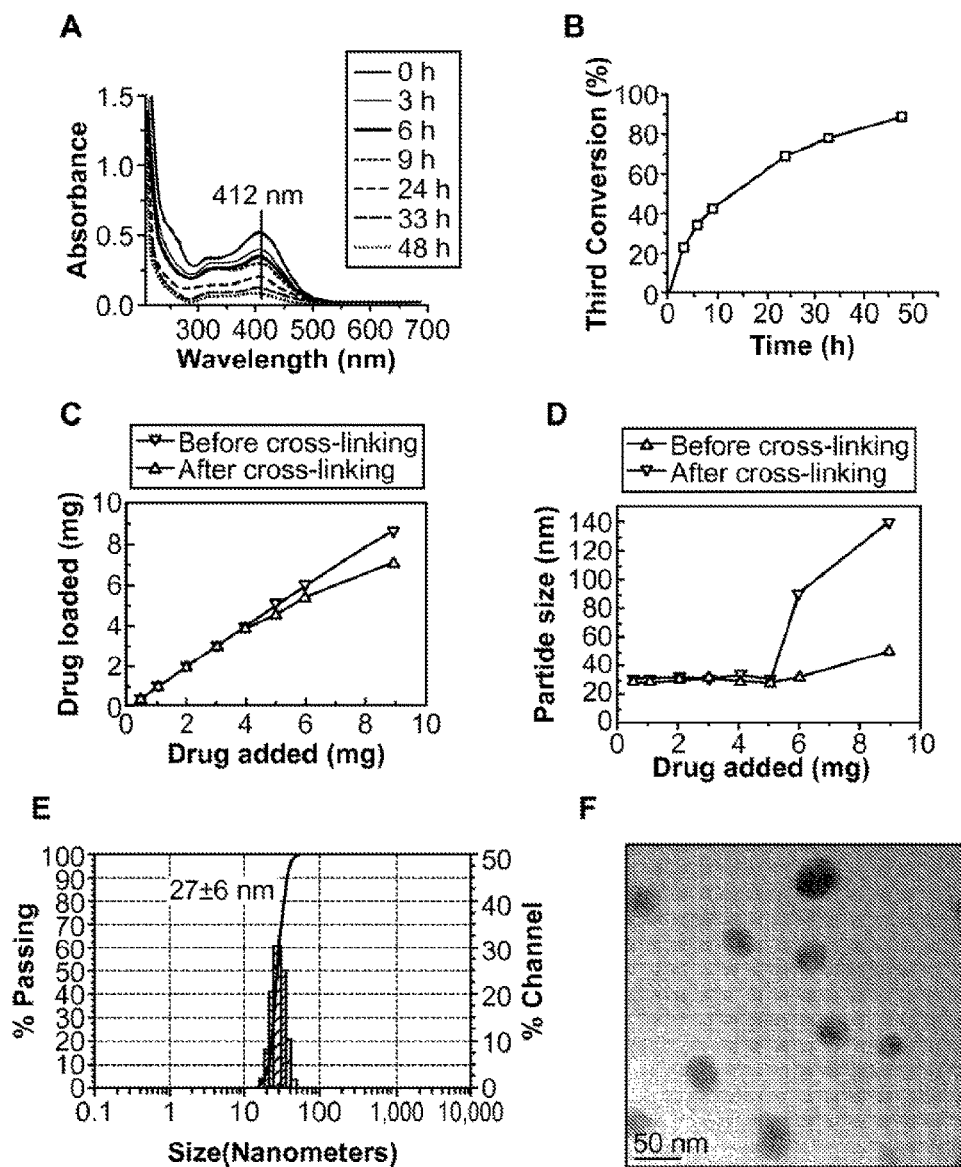 A
0 h
3 h
6 h
9 h
24 h
33 h
48 h
1.5
1.0
0.5
0.0
Absorbance
412 nm
300 400 500 600 700
Wavelength (nm)
B
Third Conversion (%)
100
80
60
40
20
0
0 10 20 30 40 50
Time (h)
C
Before cross-linking
After cross-linking
Drug loaded (mg)
10
8
6
4
2
0
0 2 4 6 8 10
Drug added (mg)
D
Before cross-linking
After cross-linking
Partide size (nm)
140
120
100
80
60
40
20
0
0 2 4 6 8 10
Drug added (mg)
E
% Passing
100
90
80
70
60
50
40
30
20
10
0
27±6 nm
50
40
30
20
10
0
% Channel
0.1 1 10 100 1,000 10,000
Size(Nanometers)
F
50 nm